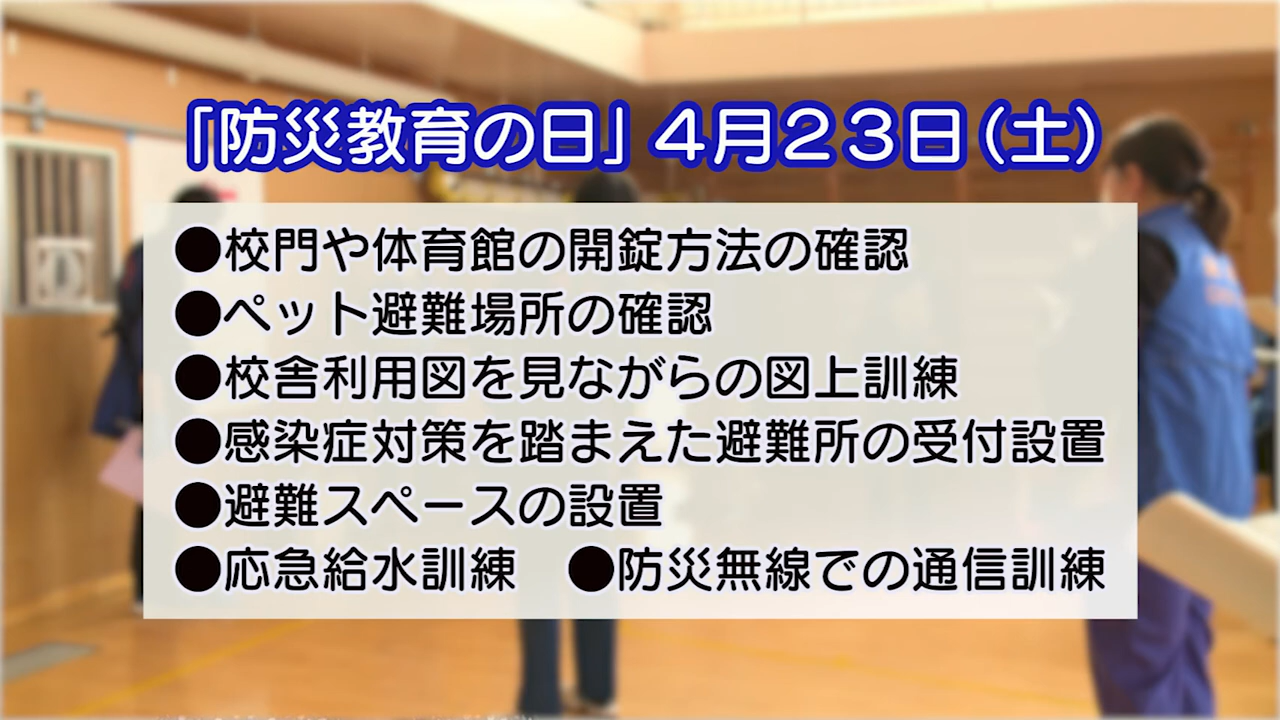 「防災教育の日」4月23日(土)
●校門や体育館の開錠方法の確認
●ペット避難場所の確認
●校舎利用図を見ながらの図上訓練
●感染症対策を踏まえた避難所の受付設置
●避難スペースの設置
●応急給水訓練　●防災無線での通信訓練